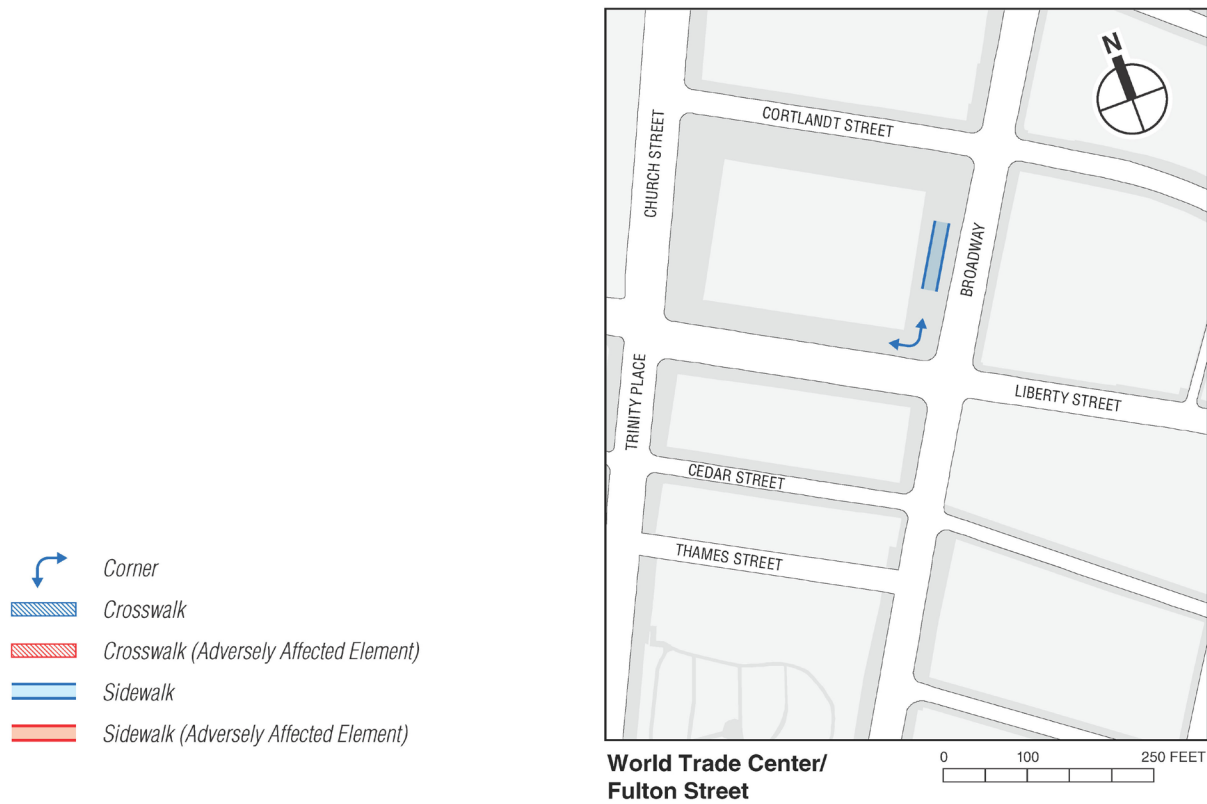 N
CORTLANDT STREET
CHURCH STREET
BROADWAY
TRINITY PLACE
LIBERTY STREET
CEDAR STREET
THAMES STREET
Corner
Crosswalk
Crosswalk (Adversely Affected Element)
Sidewalk
Sidewalk (Adversely Affected Element)
World Trade Center/
Fulton Street
0 100 250 FEET